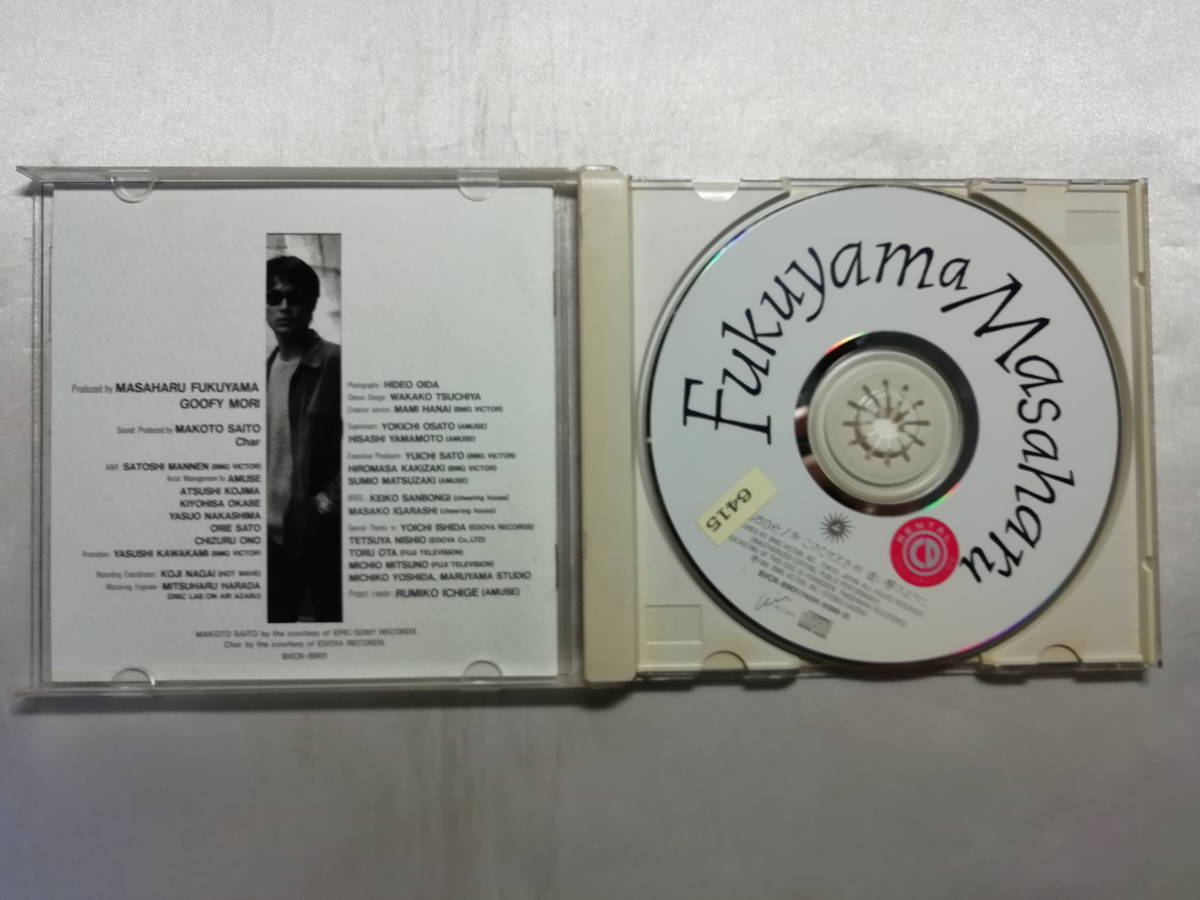 Produced by MASAHARU FUKUYAMA
GOOFY MORI
Sound Produced by MAKOTO SAITO
Char
A&R SATOSHI MANNEN (BMG VICTOR)
Artist Management by AMUSE
ATSUSHI KOJIMA
KIYOHISA OKABE
YASUO NAKASHIMA
ORIE SATO
CHIZURU ONO
Promotion YASUSHI KAWAKAMI (BMG VICTOR)
Recording Coordinator KOJI NAGAI (HOT WAVE)
Mastering Engineer MITSUHARU HARADA
(DISC LAB ON AIR AZABU)
Photography HIDEO OIDA
Sleeve Design WAKAKO TSUCHIYA
Creative service MAMI HANAI (BMG VICTOR)
Supervisors YOKICHI OSATO (AMUSE)
HISASHI YAMAMOTO (AMUSE)
Executive Producers YUICHI SATO (BMG VICTOR)
HIROMASA KAKIZAKI (BMG VICTOR)
SUMIO MATSUZAKI (AMUSE)
KEIKO SANBONGI (cheering house)
MASAKO IGARASHI (cheering house)
Special Thanks to YOICHI ISHIDA (EDOYA RECORDS)
TETSUYA NISHIO (EDOYA Co.,LTD)
TORU OTA (FUJI TELEVISION)
MICHIO MITSUNO (FUJI TELEVISION)
MICHIKO YOSHIDA, MARUYAMA STUDIO
Project Leader RUMIKO ICHIGE (AMUSE)
MAKOTO SAITO by the courtesy of EPIC/SONY RECORDS
Char by the courtesy of EDOYA RECORDS
BVCR-8901
Fukuyama Masaharu
6415
RENTAL
CD